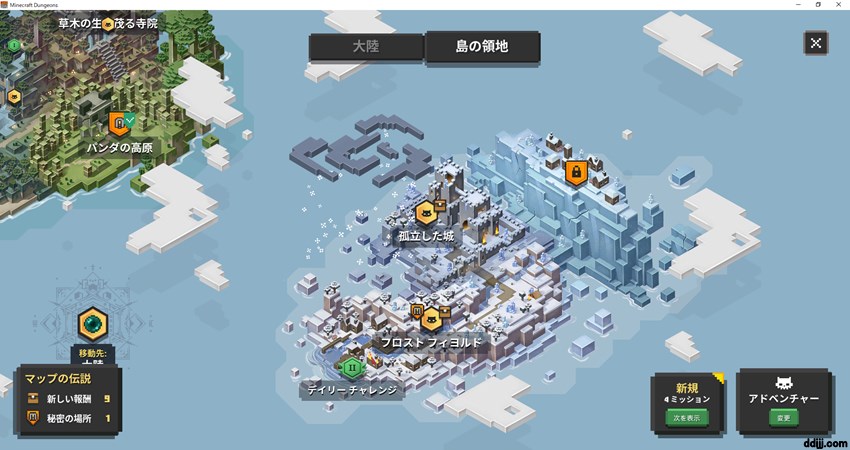 Minecraft Dungeons
草木の生い茂る寺院
大陸
島の領地
パンダの高原
孤立した城
フロスト フィヨルド
II
デイリー チャレンジ
移動先:
マップの伝説
新しい報酬 9
秘密の場所 1
新規
4 ミッション
次を表示
アドベンチャー
変更
ddjjj.com